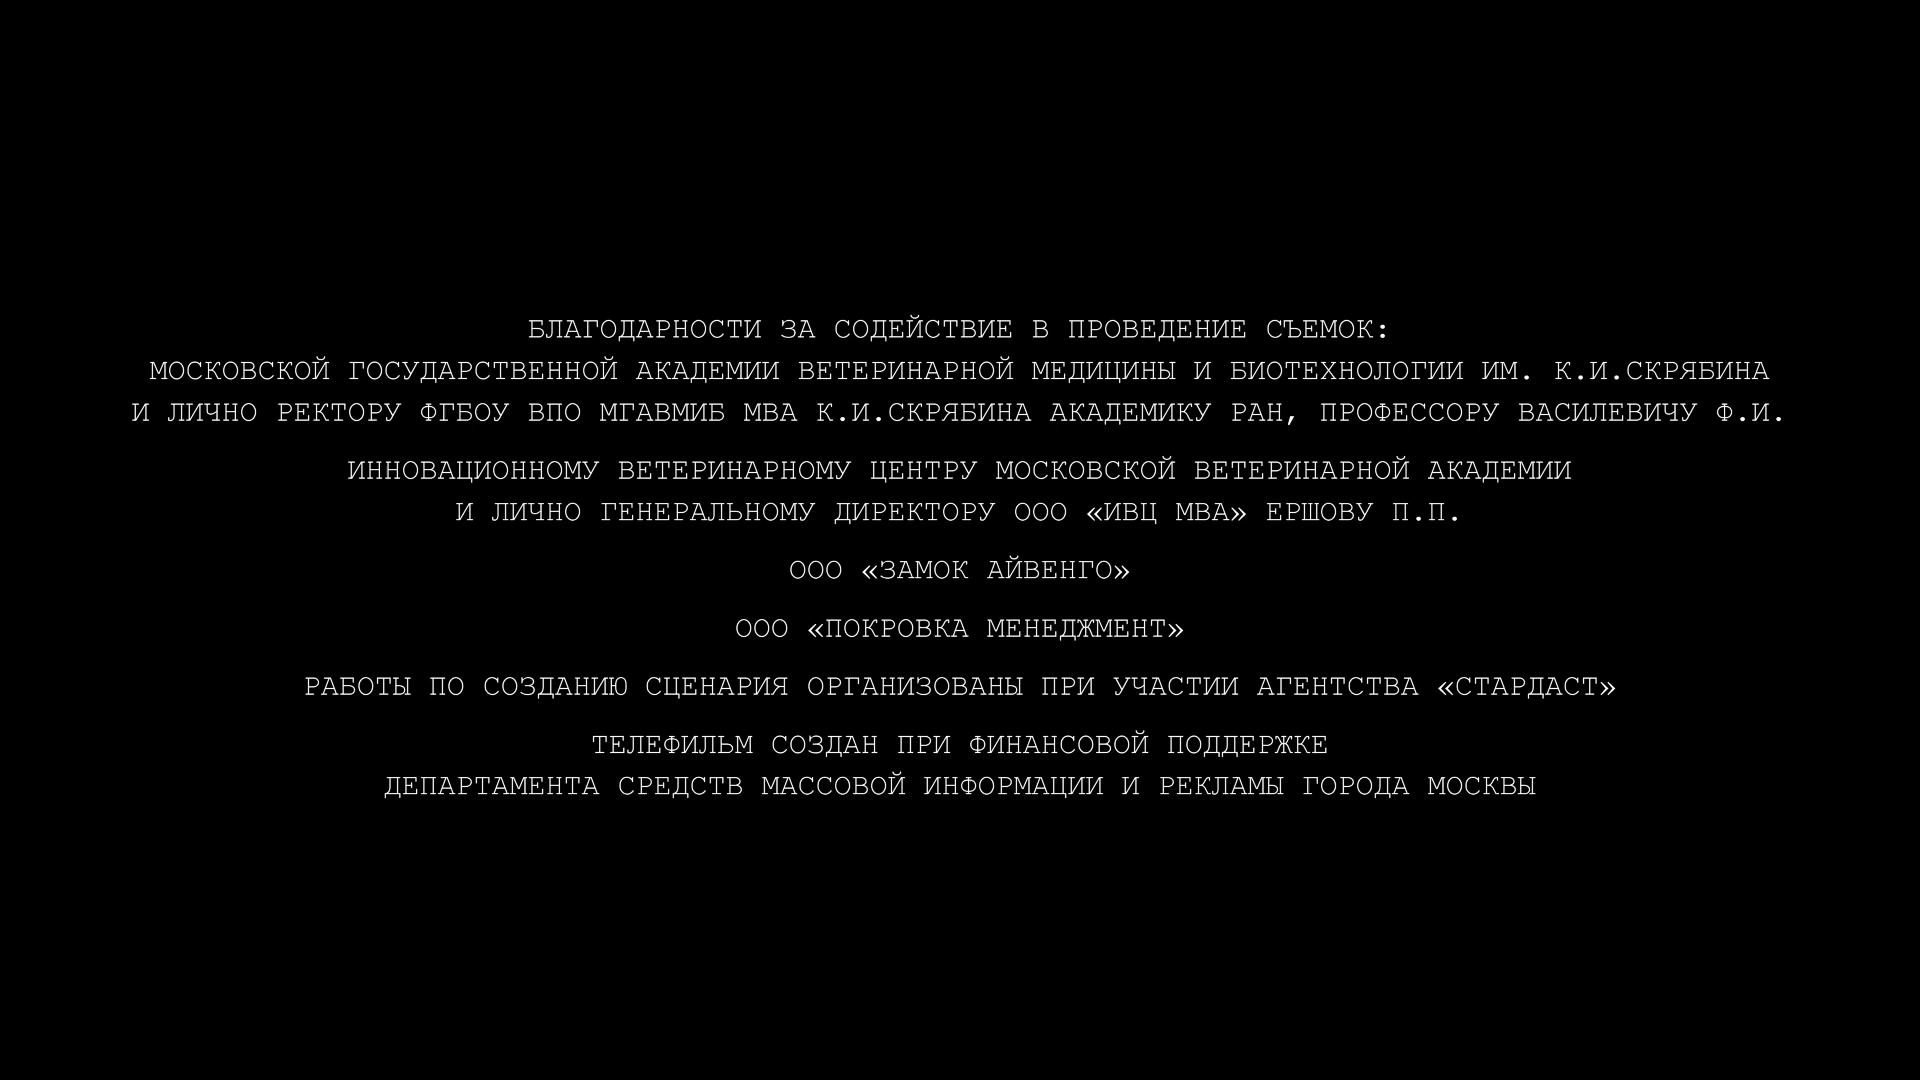 БЛАГОДАРНОСТИ ЗА СОДЕЙСТВИЕ В ПРОВЕДЕНИЕ СЪЕМОК:
МОСКОВСКОЙ ГОСУДАРСТВЕННОЙ АКАДЕМИИ ВЕТЕРИНАРНОЙ МЕДИЦИНЫ И БИОТЕХНОЛОГИИ ИМ. К.И.СКРЯБИНА
И ЛИЧНО РЕКТОРУ ФГБОУ ВПО МГАВМИБ МВА К.И.СКРЯБИНА АКАДЕМИКУ РАН, ПРОФЕССОРУ ВАСИЛЕВИЧУ Ф.И.
ИННОВАЦИОННОМУ ВЕТЕРИНАРНОМУ ЦЕНТРУ МОСКОВСКОЙ ВЕТЕРИНАРНОЙ АКАДЕМИИ
И ЛИЧНО ГЕНЕРАЛЬНОМУ ДИРЕКТОРУ ООО «ИВЦ МВА» ЕРШОВУ П.П.
ООО «ЗАМОК АЙВЕНГО»
ООО «ПОКРОВКА МЕНЕДЖМЕНТ»
РАБОТЫ ПО СОЗДАНИЮ СЦЕНАРИЯ ОРГАНИЗОВАНЫ ПРИ УЧАСТИИ АГЕНТСТВА «СТАРДАСТ»
ТЕЛЕФИЛЬМ СОЗДАН ПРИ ФИНАНСОВОЙ ПОДДЕРЖКЕ
ДЕПАРТАМЕНТА СРЕДСТВ МАССОВОЙ ИНФОРМАЦИИ И РЕКЛАМЫ ГОРОДА МОСКВЫ